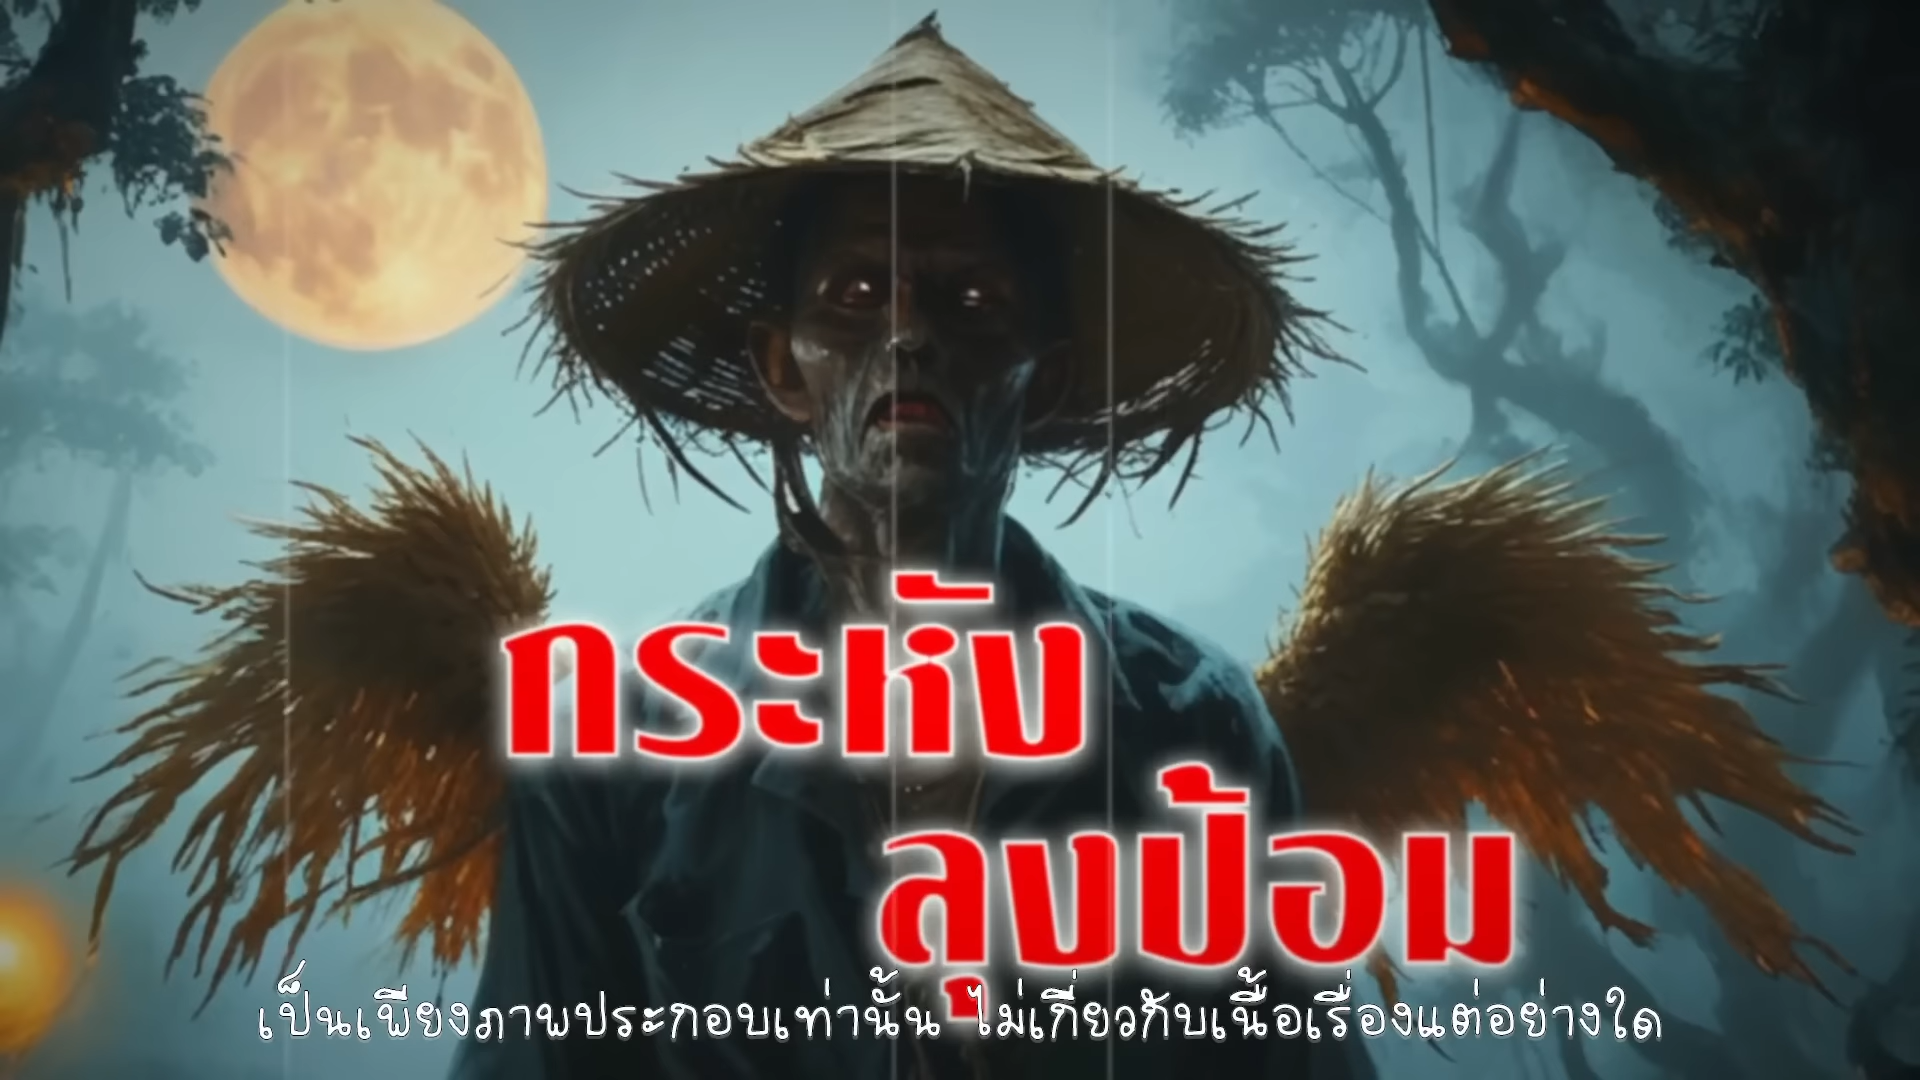 กระหัง
ลุงป้อม
เป็นเพียงภาพประกอบเท่านั้น ไม่เกี่ยวกับเนื้อเรื่องแต่อย่างใด